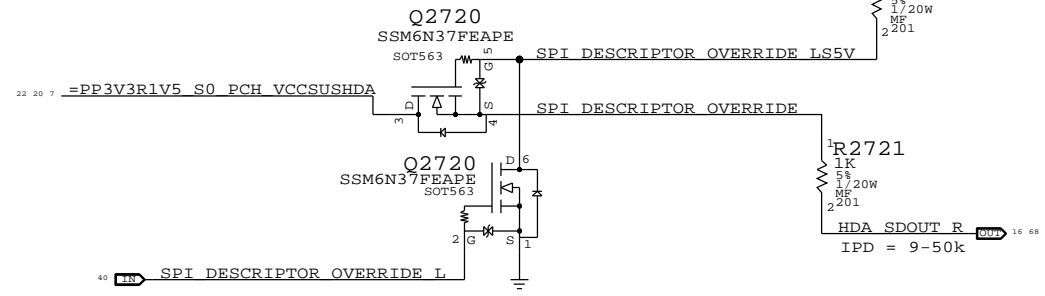 5%
1/20W
MF
2 201
Q2720
SSM6N37FEAPE
SOT563
G 5
SPI_DESCRIPTOR_OVERRIDE_LS5V
22 20 7 =PP3V3R1V5_S0_PCH_VCCSUSHDA
3 D
S 4
SPI_DESCRIPTOR_OVERRIDE
1 R2721
1K
5%
1/20W
MF
2 201
Q2720
SSM6N37FEAPE
SOT563
D 6
2 G
S 1
HDA_SDOUT_R OUT 16 68
IPD = 9-50k
40 IN SPI_DESCRIPTOR_OVERRIDE_L